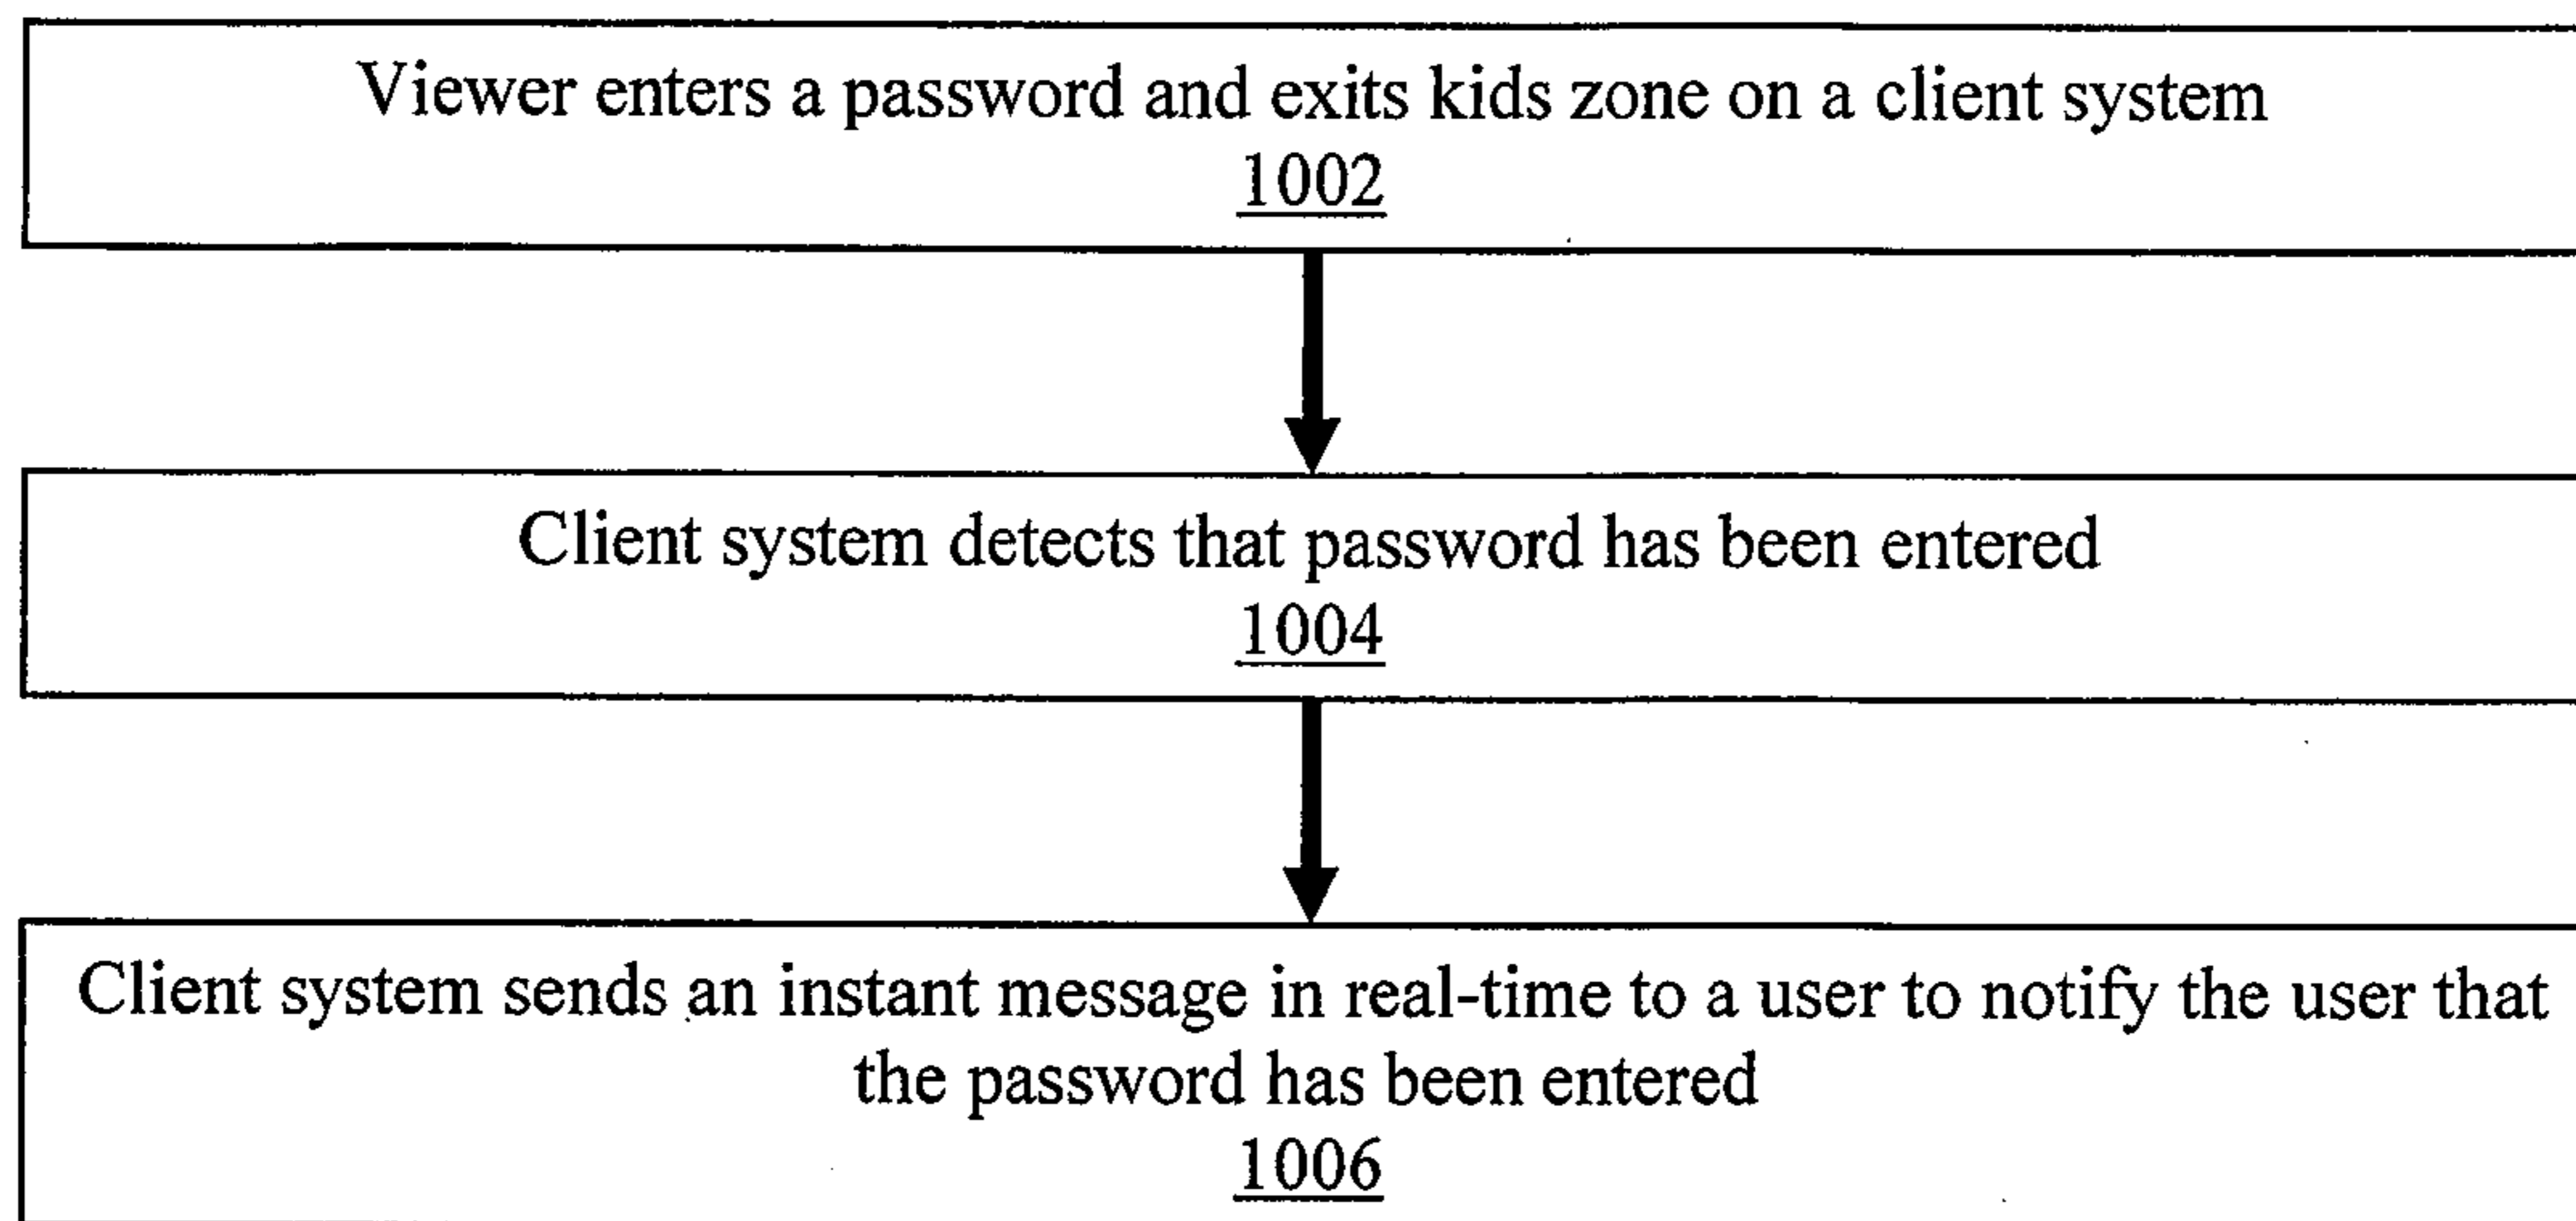 Viewer enters a password and exits kids zone on a client system
1002
Client system detects that password has been entered
1004
Client system sends an instant message in real-time to a user to notify the user that
the password has been entered
1006